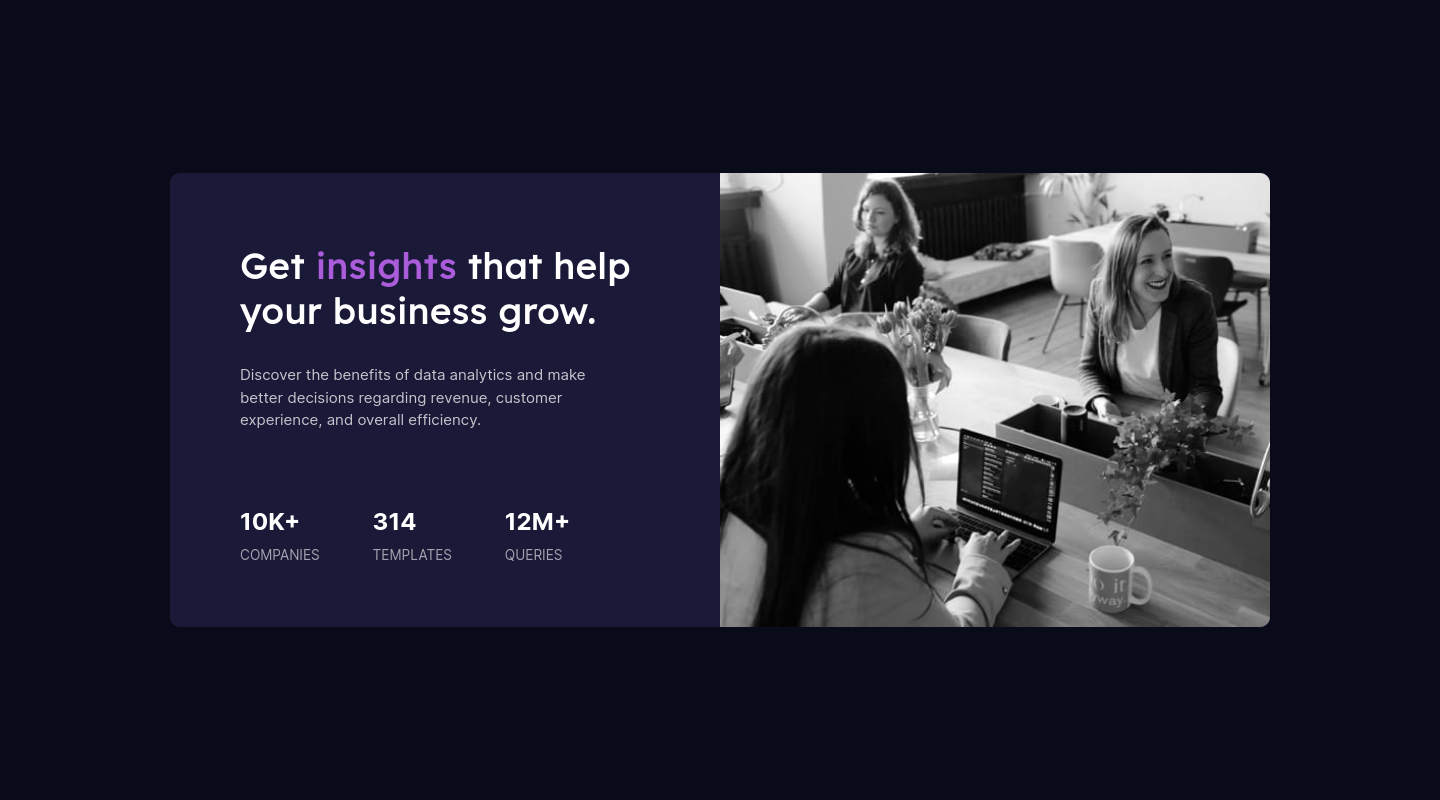 Get insights that help
your business grow.
Discover the benefits of data analytics and make
better decisions regarding revenue, customer
experience, and overall efficiency.
10K+ 314 12M+
COMPANIES TEMPLATES QUERIES